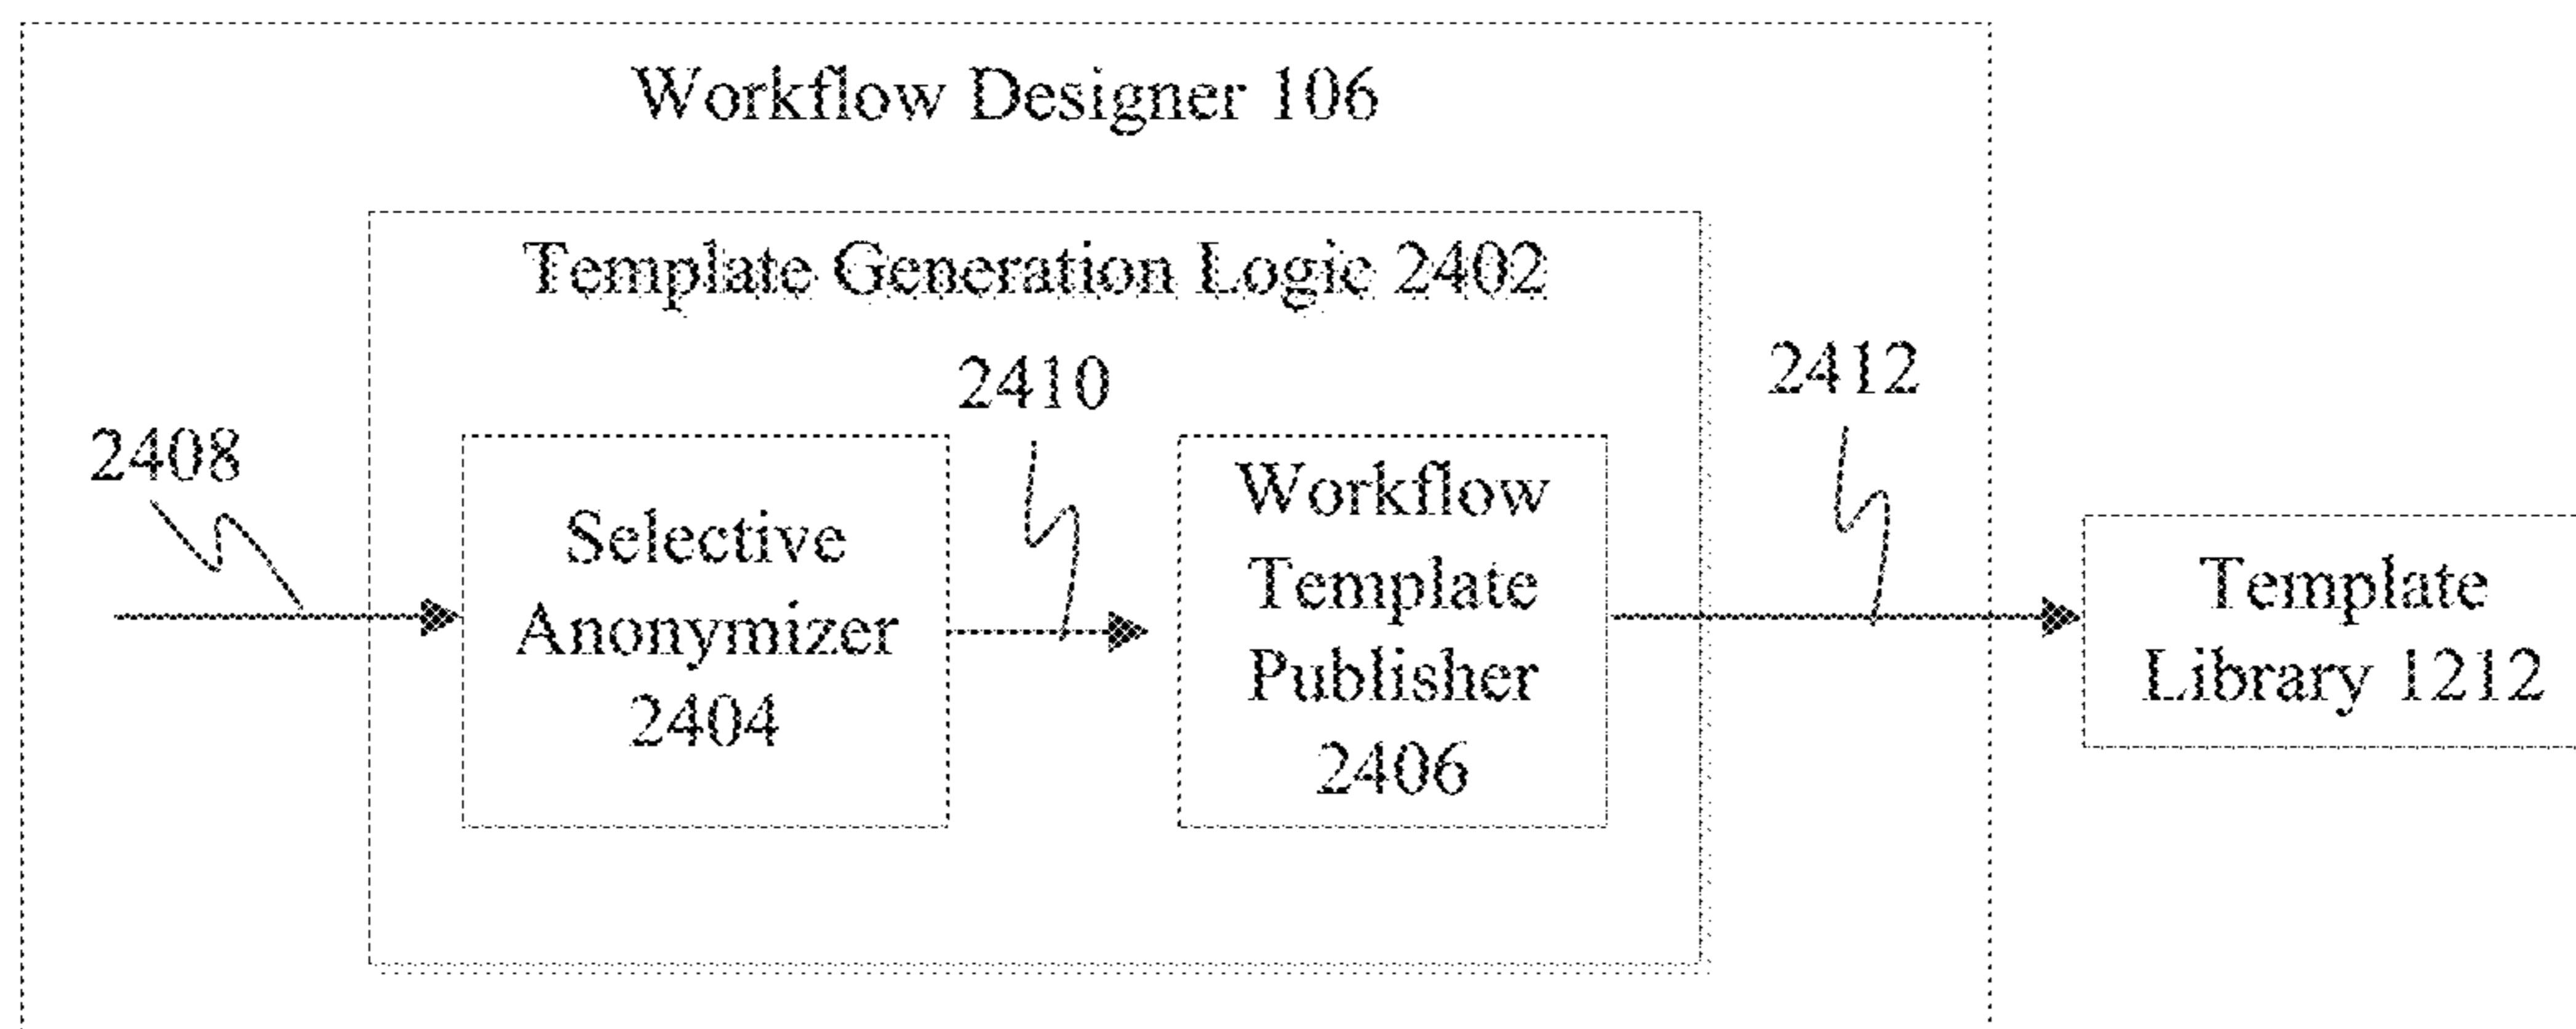 Workflow Designer 106
Template Generation Logic 2402
2410
2412
2408
Selective
Anonymizer
2404
Workflow
Template
Publisher
2406
Template
Library 1212